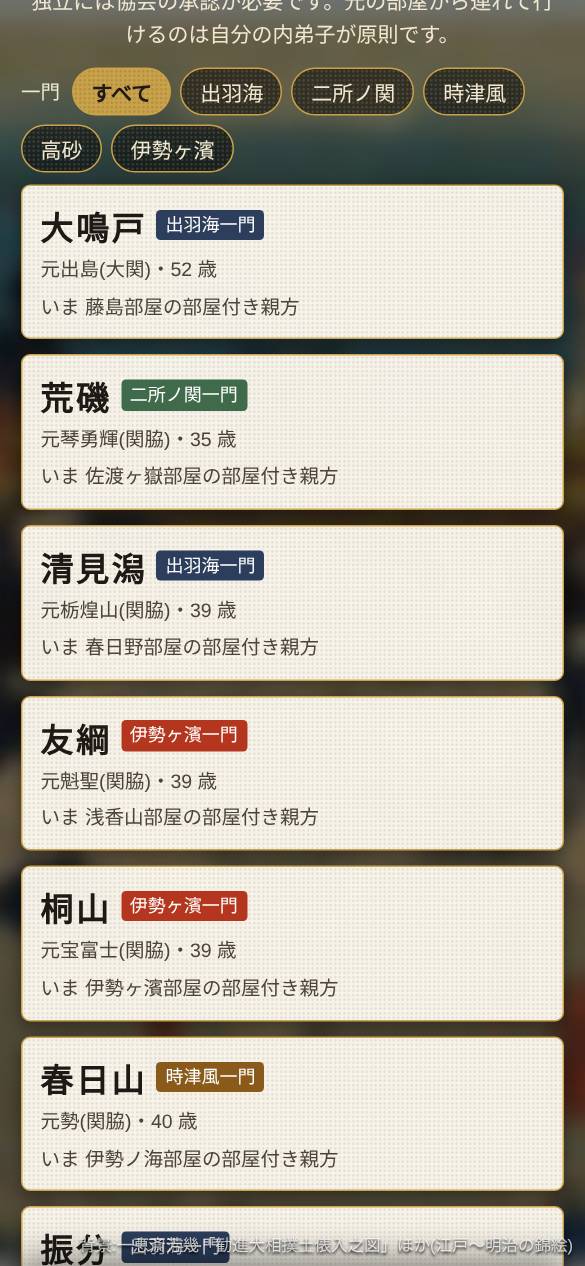 独立には協会の承認が必要です。元の部屋から連れて行
けるのは自分の内弟子が原則です。
一門 すべて 出羽海 二所ノ関 時津風
高砂 伊勢ヶ濱
大鳴戸 出羽海一門
元出島(大関)・52 歳
いま 藤島部屋の部屋付き親方
荒磯 二所ノ関一門
元琴勇輝(関脇)・35 歳
いま 佐渡ヶ嶽部屋の部屋付き親方
清見潟 出羽海一門
元栃煌山(関脇)・39 歳
いま 春日野部屋の部屋付き親方
友綱 伊勢ヶ濱一門
元魁聖(関脇)・39 歳
いま 浅香山部屋の部屋付き親方
桐山 伊勢ヶ濱一門
元宝富士(関脇)・39 歳
いま 伊勢ヶ濱部屋の部屋付き親方
春日山 時津風一門
元勢(関脇)・40 歳
いま 伊勢ノ海部屋の部屋付き親方
振分
勧進大相撲土俵入之図」ほか(江戸〜明治の錦絵)